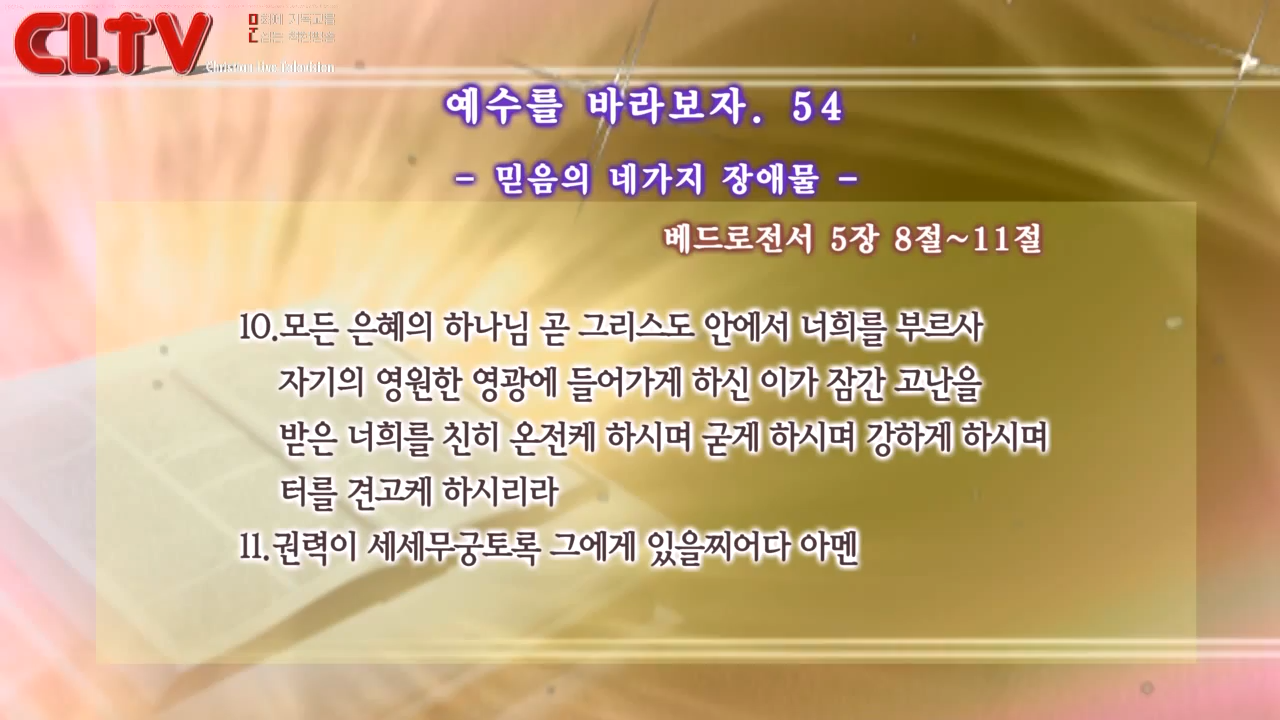 CLTV
Christian Live Television
예수를 바라보자. 54
- 믿음의 네가지 장애물 -
베드로전서 5장 8절~11절
10.모든 은혜의 하나님 곧 그리스도 안에서 너희를 부르사
자기의 영원한 영광에 들어가게 하신 이가 잠간 고난을
받은 너희를 친히 온전케 하시며 굳게 하시며 강하게 하시며
터를 견고케 하시리라
11.권력이 세세무궁토록 그에게 있을찌어다 아멘